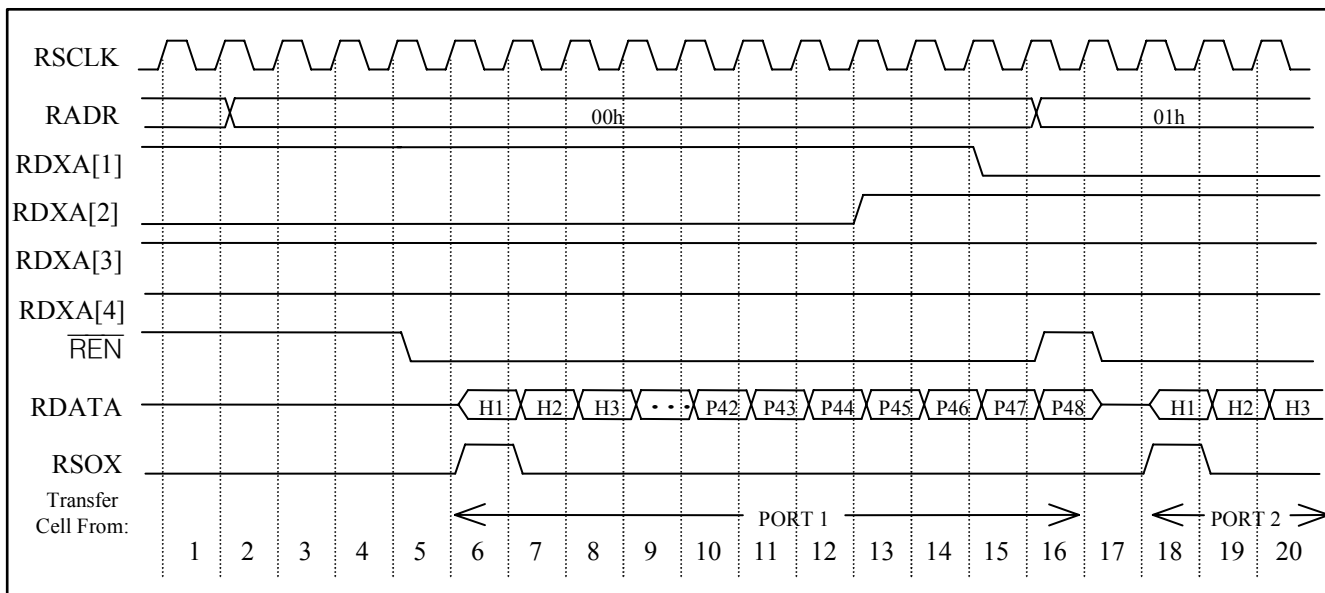 RSCLK
RADR 00h 01h
RDXA[1]
RDXA[2]
RDXA[3]
RDXA[4]
REN
RDATA H1 H2 H3 • • • P42 P43 P44 P45 P46 P47 P48 H1 H2 H3
RSOX
Transfer
Cell From: PORT 1 PORT 2
1 2 3 4 5 6 7 8 9 10 11 12 13 14 15 16 17 18 19 20